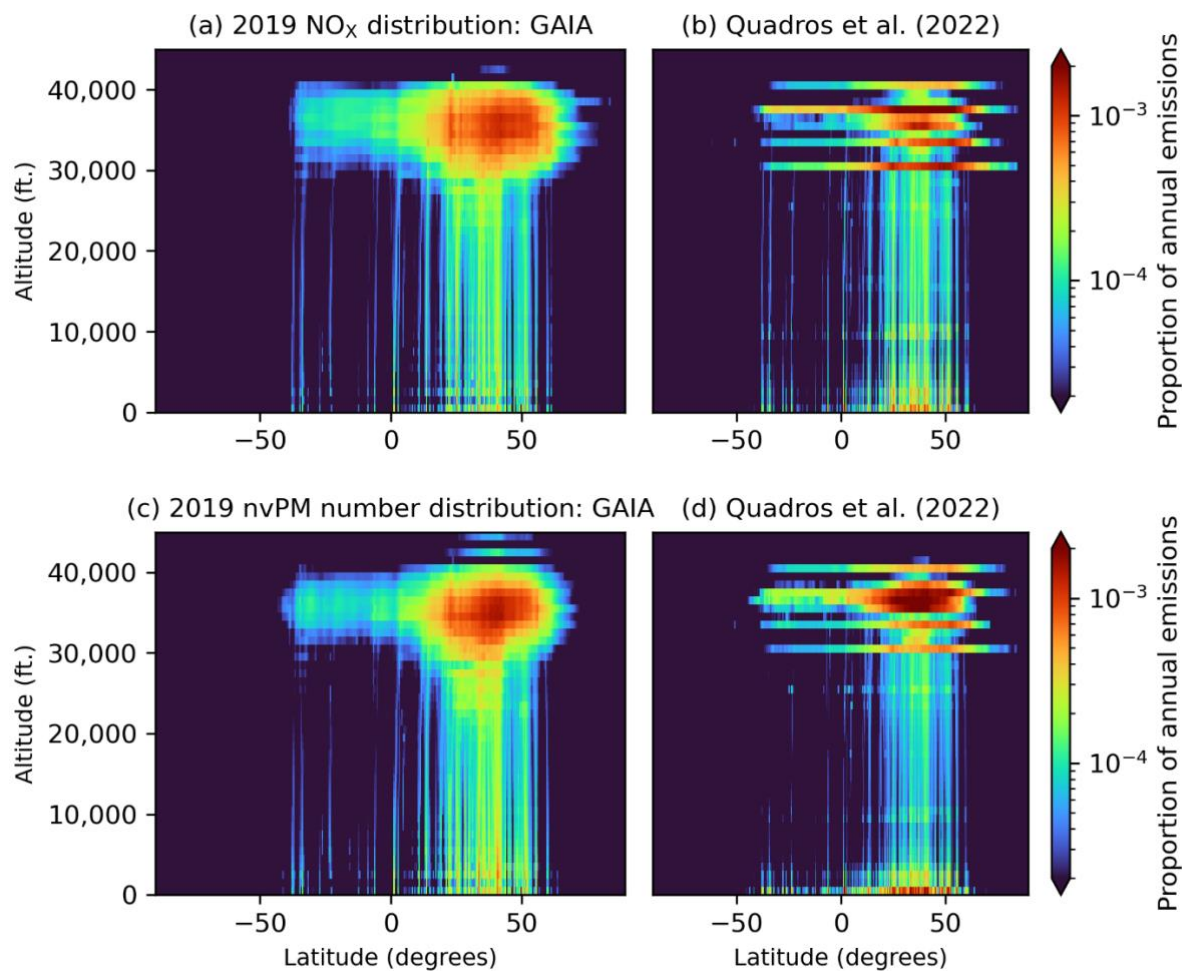 (a) 2019 NOX distribution: GAIA
(b) Quadros et al. (2022)
40,000
30,000
20,000
10,000
0
Altitude (ft.)
−50
0
50
−50
0
50
10−3
10−4
Proportion of annual emissions
(c) 2019 nvPM number distribution: GAIA
(d) Quadros et al. (2022)
40,000
30,000
20,000
10,000
0
Altitude (ft.)
−50
0
50
Latitude (degrees)
−50
0
50
Latitude (degrees)
10−3
10−4
Proportion of annual emissions